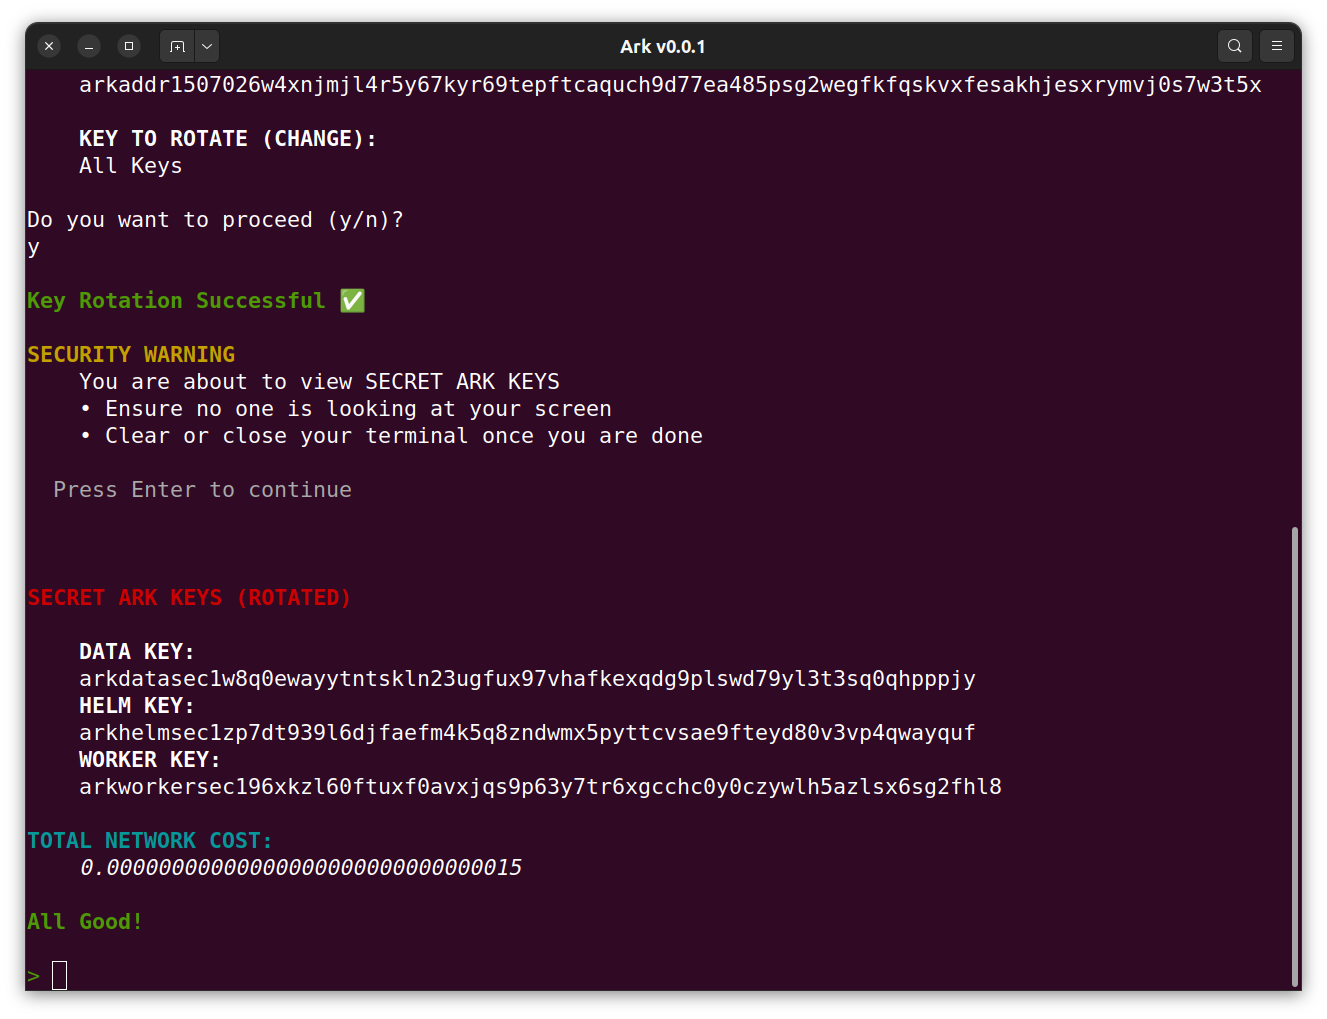 Ark v0.0.1
arkaddr1507026w4xnjmjl4r5y67kyr69tepftcaquch9d77ea485psg2wegfkfqskvxfesakhjesxrymvj0s7w3t5x
KEY TO ROTATE (CHANGE):
All Keys
Do you want to proceed (y/n)?
y
Key Rotation Successful ✅
SECURITY WARNING
You are about to view SECRET ARK KEYS
• Ensure no one is looking at your screen
• Clear or close your terminal once you are done
Press Enter to continue
SECRET ARK KEYS (ROTATED)
DATA KEY:
arkdatasec1w8q0ewayytntskln23ugfux97vhafkexqdg9plswd79yl3t3sq0qhpppjy
HELM KEY:
arkhelmsec1zp7dt939l6djfaefm4k5q8zndwmx5pyttcvsae9fteyd80v3vp4qwayquf
WORKER KEY:
arkworkersec196xkzl60ftuxf0avxjqs9p63y7tr6xgcchc0y0czywlh5azlsx6sg2fhl8
TOTAL NETWORK COST:
0.00000000000000000000000000000015
All Good!
>